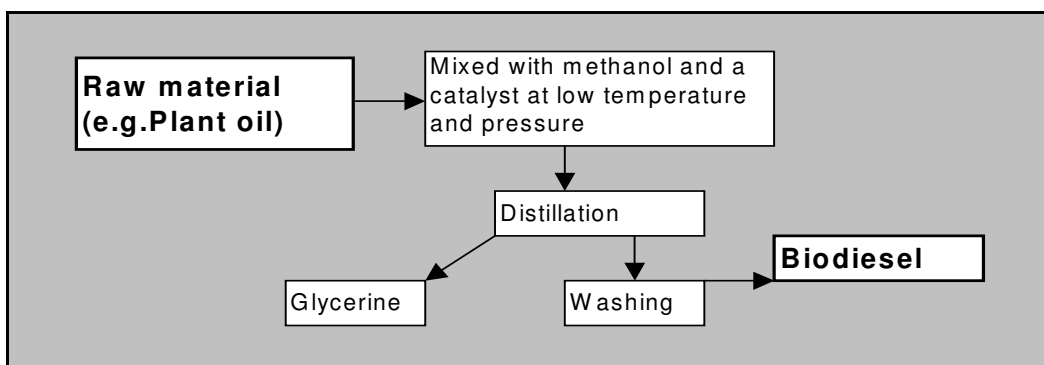 Raw material
(e.g.Plant oil)
Mixed with methanol and a
catalyst at low temperature
and pressure
Distillation
Glycerine
Washing
Biodiesel